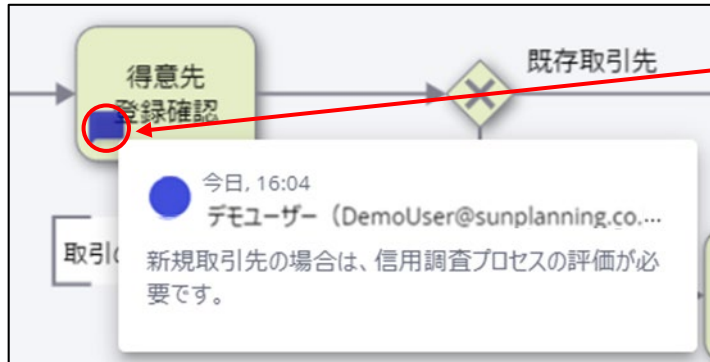 得意先
登録確認
既存取引先
今日, 16:04
デモユーザー（DemoUser@sunplanning.co....
取引
新規取引先の場合は、信用調査プロセスの評価が必
要です。